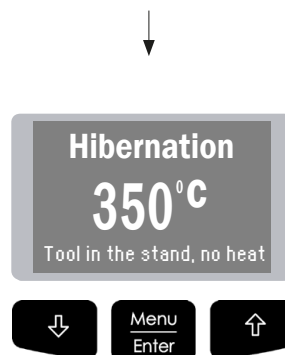 Hibernation
350°C
Tool in the stand, no heat
Menu
Enter